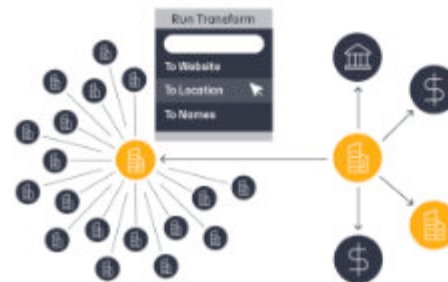 Run Transform
To Website
To Location
To Names
$
$